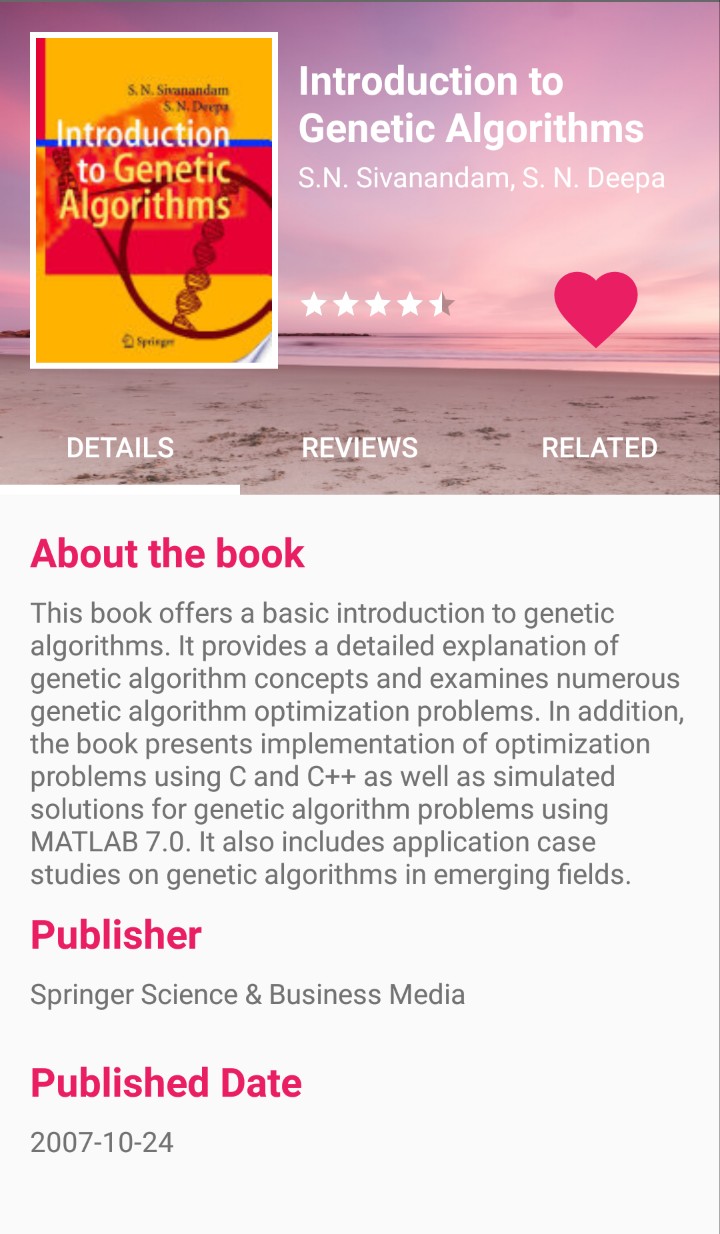 S. N. Sivanandam
S. N. Deepa
Introduction
to Genetic
Algorithms
Springer
Introduction to
Genetic Algorithms
S.N. Sivanandam, S. N. Deepa
DETAILS
REVIEWS
RELATED
About the book
This book offers a basic introduction to genetic
algorithms. It provides a detailed explanation of
genetic algorithm concepts and examines numerous
genetic algorithm optimization problems. In addition,
the book presents implementation of optimization
problems using C and C++ as well as simulated
solutions for genetic algorithm problems using
MATLAB 7.0. It also includes application case
studies on genetic algorithms in emerging fields.
Publisher
Springer Science & Business Media
Published Date
2007-10-24